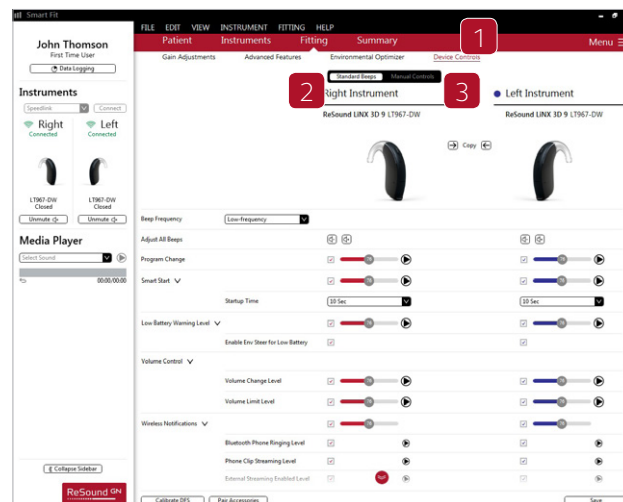 Smart Fit
FILE EDIT VIEW INSTRUMENT FITTING HELP
Patient Instruments Fitting Summary Menu
Gain Adjustments Advanced Features Environmental Optimizer Device Controls
1
John Thomson
First Time User
Data Logging
Standard Beeps Manual Controls
2
3
Instruments
Speedlink Connect
Right Left
Connected Connected
LT967-DW LT967-DW
Closed Closed
Unmute Unmute
Media Player
Select Sound
00:00/00:00
Collapse Sidebar
ReSound GN
Right Instrument Left Instrument
ReSound LiNX 3D 9 LT967-DW ReSound LiNX 3D 9 LT967-DW
Copy
Beep Frequency Low-frequency
Adjust All Beeps
Program Change
Smart Start
Startup Time 10 Sec 10 Sec
Low Battery Warning Level
Enable Env Steer for Low Battery
Volume Control
Volume Change Level
Volume Limit Level
Wireless Notifications
Bluetooth Phone Ringing Level
Phone Clip Streaming Level
External Streaming Enabled Level
Calibrate DFS Pair Accessories Save